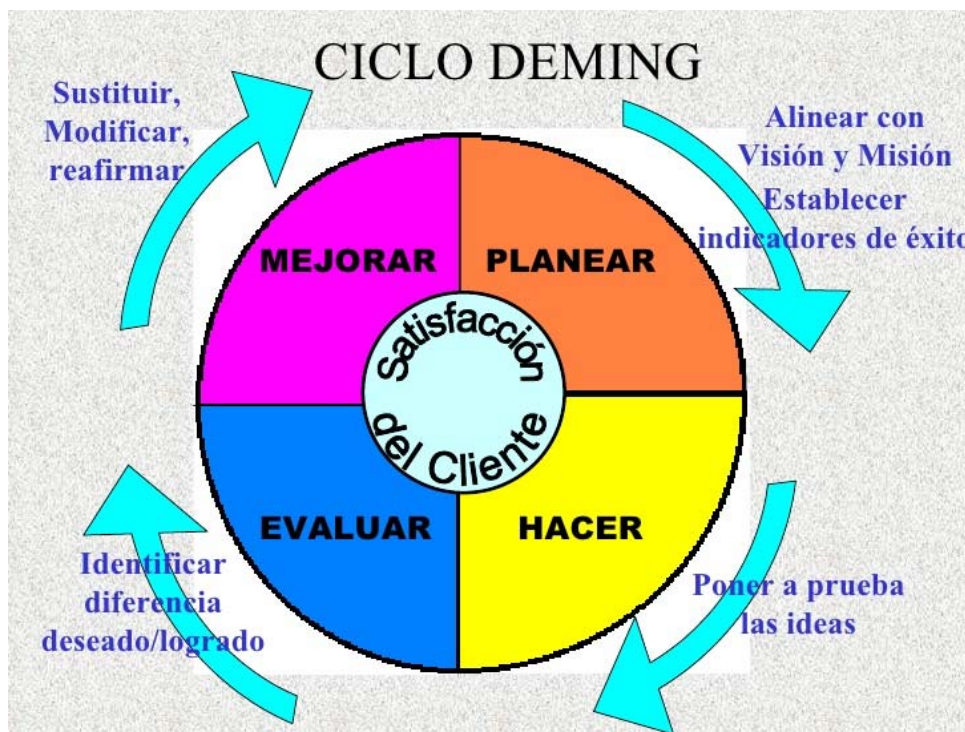 CICLO DEMING
Sustituir,
Modificar,
reafirmar
Alinear con
Visión y Misión
Establecer
indicadores de éxito
MEJORAR
PLANEAR
Satisfacción
del Cliente
EVALUAR
HACER
Identificar
diferencia
deseado/logrado
Poner a prueba
las ideas